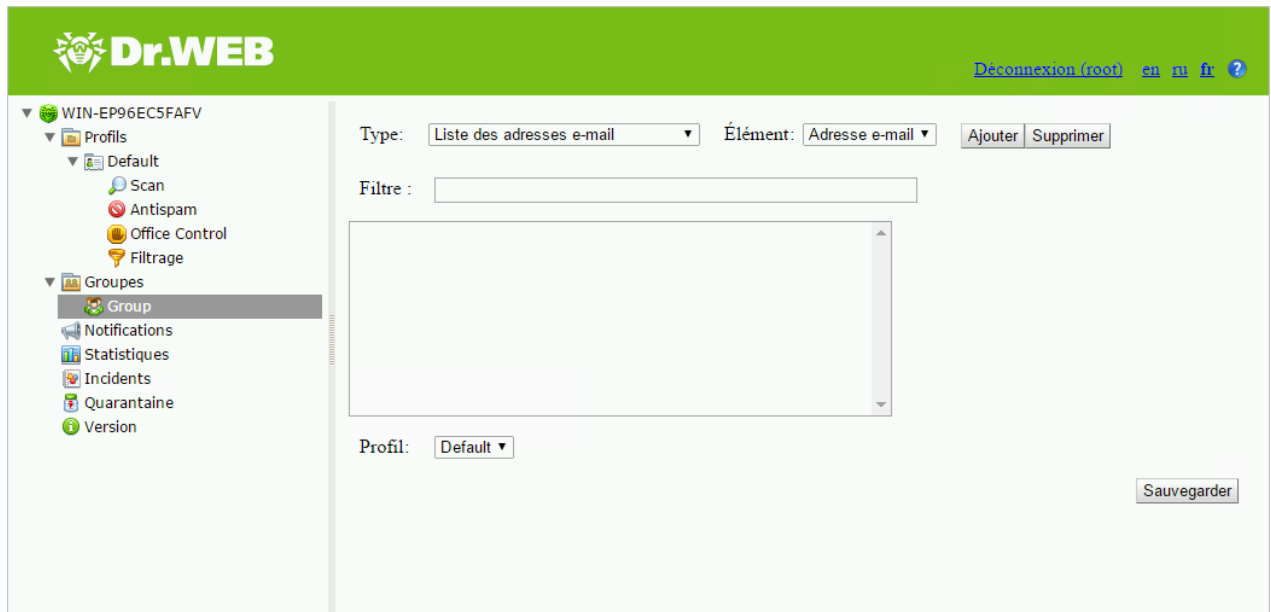 Dr.WEB
Déconnexion (root) en ru fr ?
WIN-EP96EC5FAFV
Profils
Default
Scan
Antispam
Office Control
Filtrage
Groupes
Group
Notifications
Statistiques
Incidents
Quarantaine
Version
Type: Liste des adresses e-mail Élément: Adresse e-mail Ajouter Supprimer
Filtre :
Profil: Default
Sauvegarder